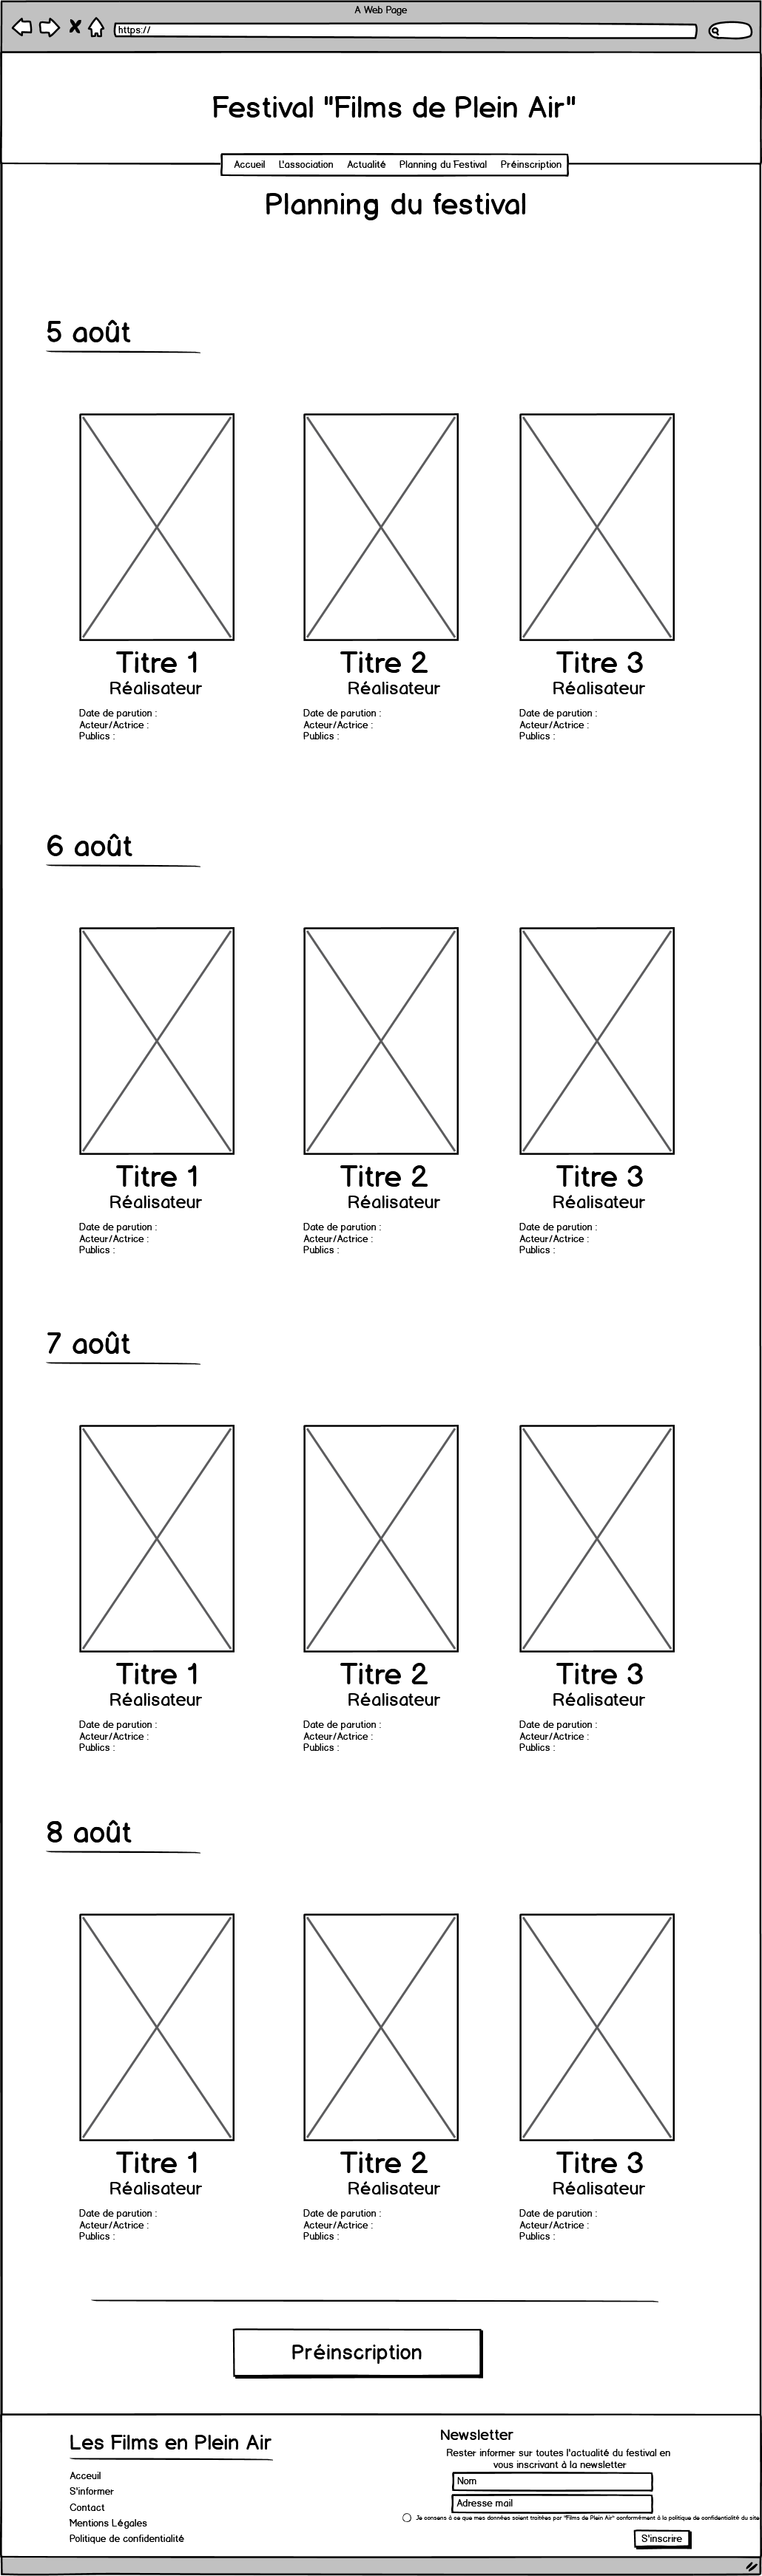 A Web Page
https://
Festival "Films de Plein Air"
Accueil L'association Actualité Planning du Festival Préinscription
Planning du festival
5 août
Titre 1 Titre 2 Titre 3
Réalisateur Réalisateur Réalisateur
Date de parution : Date de parution : Date de parution :
Acteur/Actrice : Acteur/Actrice : Acteur/Actrice :
Publics : Publics : Publics :
6 août
Titre 1 Titre 2 Titre 3
Réalisateur Réalisateur Réalisateur
Date de parution : Date de parution : Date de parution :
Acteur/Actrice : Acteur/Actrice : Acteur/Actrice :
Publics : Publics : Publics :
7 août
Titre 1 Titre 2 Titre 3
Réalisateur Réalisateur Réalisateur
Date de parution : Date de parution : Date de parution :
Acteur/Actrice : Acteur/Actrice : Acteur/Actrice :
Publics : Publics : Publics :
8 août
Titre 1 Titre 2 Titre 3
Réalisateur Réalisateur Réalisateur
Date de parution : Date de parution : Date de parution :
Acteur/Actrice : Acteur/Actrice : Acteur/Actrice :
Publics : Publics : Publics :
Préinscription
Les Films en Plein Air
Acceuil
S'informer
Contact
Mentions Légales
Politique de confidentialité
Newsletter
Rester informer sur toutes l'actualité du festival en
vous inscrivant à la newsletter
Nom
Adresse mail
Je consens à ce que mes données soient traitées par "Films de Plein Air" conformément à la politique de confidentialité du site
S'inscrire